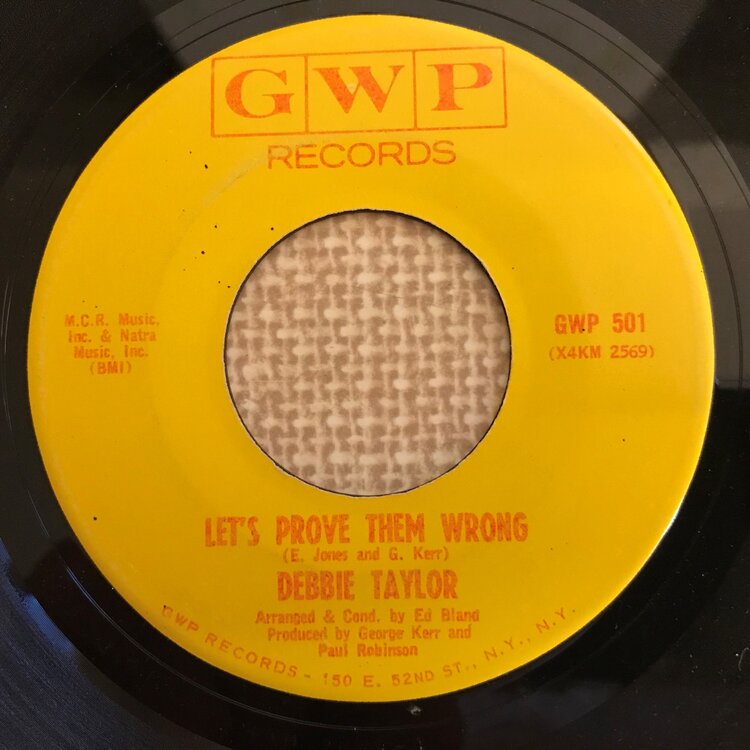 GWP
RECORDS
M.C.R. Music,
Inc. & Natra
Music, Inc.
(BMI)
GWP 501
(X4KM 2569)
LET'S PROVE THEM WRONG
(E. Jones and G. Kerr)
DEBBIE TAYLOR
Arranged & Cond. by Ed Bland
Produced by George Kerr and
Paul Robinson
GWP RECORDS - 150 E. 52ND ST., N.Y., N.Y.